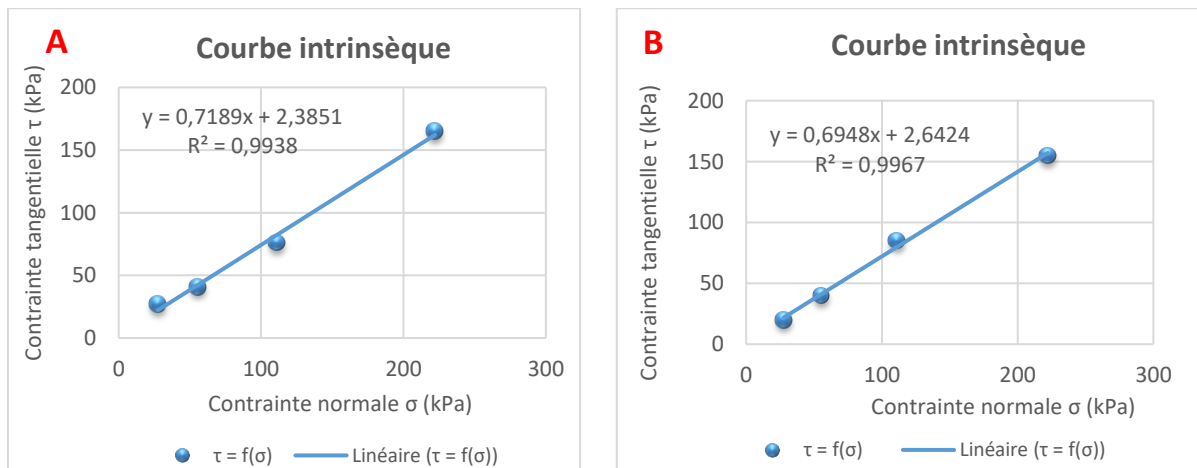 A
Courbe intrinsèque
Contrainte tangentielle τ (kPa)
200
150
100
50
0
y = 0,7189x + 2,3851
R² = 0,9938
0 100 200 300
Contrainte normale σ (kPa)
τ = f(σ) Linéaire (τ = f(σ))
B
Courbe intrinsèque
Contrainte tangentielle τ (kPa)
200
150
100
50
0
y = 0,6948x + 2,6424
R² = 0,9967
0 100 200 300
Contrainte normale σ (kPa)
τ = f(σ) Linéaire (τ = f(σ))